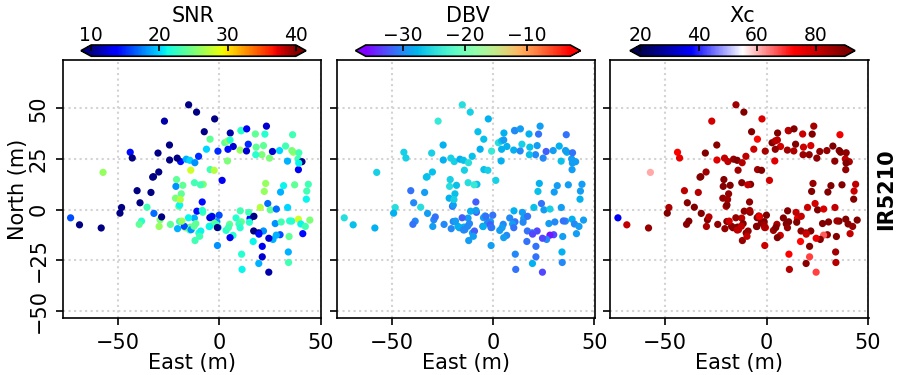 SNR DBV Xc
10 20 30 40 −30 −20 −10 20 40 60 80
North (m)
50
25
0
−25
−50
IR5210
−50 0 50 −50 0 50 −50 0 50
East (m) East (m) East (m)